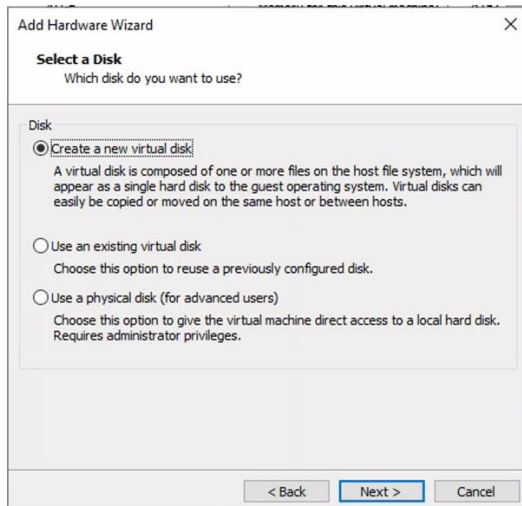 Add Hardware Wizard
Select a Disk
Which disk do you want to use?
Disk
Create a new virtual disk
A virtual disk is composed of one or more files on the host file system, which will
appear as a single hard disk to the guest operating system. Virtual disks can
easily be copied or moved on the same host or between hosts.
Use an existing virtual disk
Choose this option to reuse a previously configured disk.
Use a physical disk (for advanced users)
Choose this option to give the virtual machine direct access to a local hard disk.
Requires administrator privileges.
< Back
Next >
Cancel